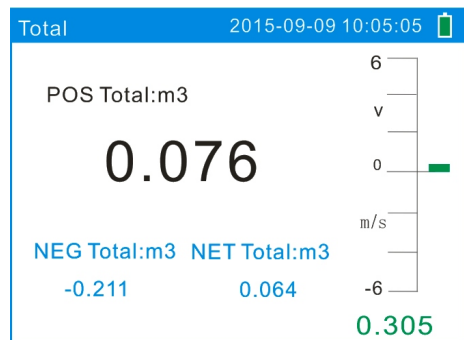 Total 2015-09-09 10:05:05
6
POS Total:m3
v
0.076
0
m/s
NEG Total:m3 NET Total:m3
-0.211 0.064 -6
0.305